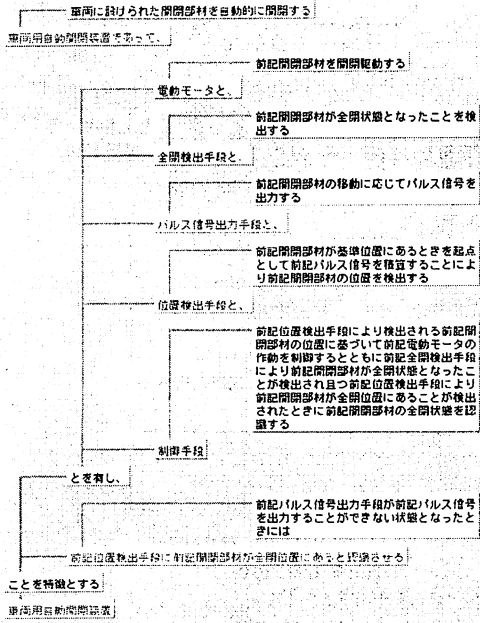 車両に設けられた開閉部材を自動的に開閉する
車両用自動開閉装置であって、
前記開閉部材を開閉駆動する
電動モータと、
前記開閉部材が全閉状態となったことを検
出する
全閉検出手段と、
前記開閉部材の移動に応じてパルス信号を
出力する
パルス信号出力手段と、
前記開閉部材が基準位置にあるときを起点
として前記パルス信号を積算することによ
り前記開閉部材の位置を検出する
位置検出手段と、
前記位置検出手段により検出される前記開
閉部材の位置に基づいて前記電動モータの
作動を制御するとともに前記全閉検出手段
により前記開閉部材が全閉状態となったこ
とが検出され且つ前記位置検出手段により
前記開閉部材が全閉位置にあることが検出
されたときに前記開閉部材の全閉状態を認
識する
制御手段
とを有し、
前記パルス信号出力手段が前記パルス信号
を出力することができない状態となったと
きには
前記位置検出手段に前記開閉部材が全閉位置にあると認識させる
ことを特徴とする
車両用自動開閉装置